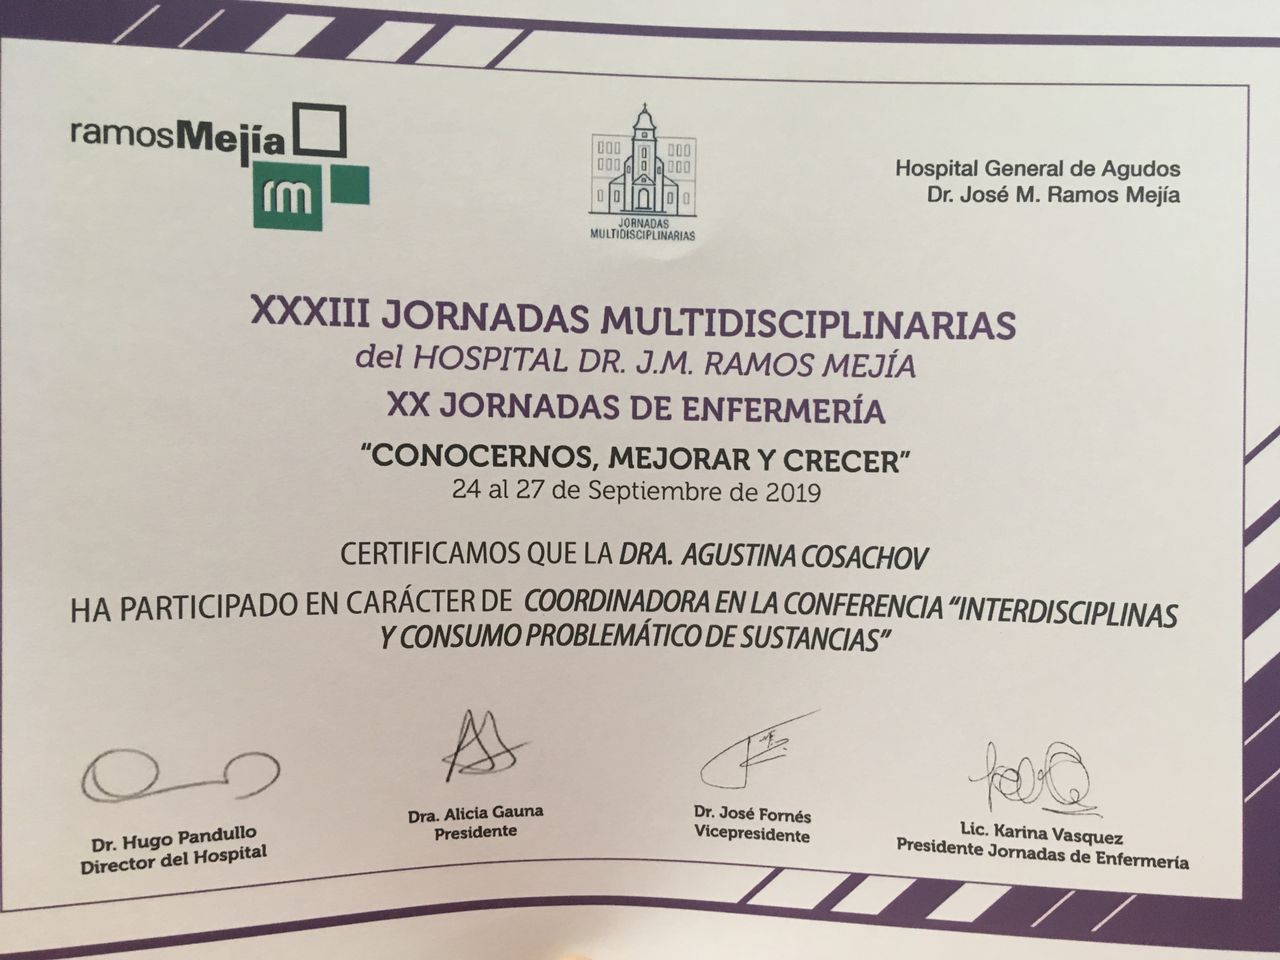 ramosMejía
rm
JORNADAS
MULTIDISCIPLINARIAS
Hospital General de Agudos
Dr. José M. Ramos Mejía
XXXIII JORNADAS MULTIDISCIPLINARIAS
del HOSPITAL DR. J.M. RAMOS MEJÍA
XX JORNADAS DE ENFERMERÍA
“CONOCERNOS, MEJORAR Y CRECER”
24 al 27 de Septiembre de 2019
CERTIFICAMOS QUE LA DRA. AGUSTINA COSACHOV
HA PARTICIPADO EN CARÁCTER DE COORDINADORA EN LA CONFERENCIA “INTERDISCIPLINAS
Y CONSUMO PROBLEMÁTICO DE SUSTANCIAS”
Dr. Hugo Pandullo
Director del Hospital
Dra. Alicia Gauna
Presidente
Dr. José Fornés
Vicepresidente
Lic. Karina Vasquez
Presidente Jornadas de Enfermería